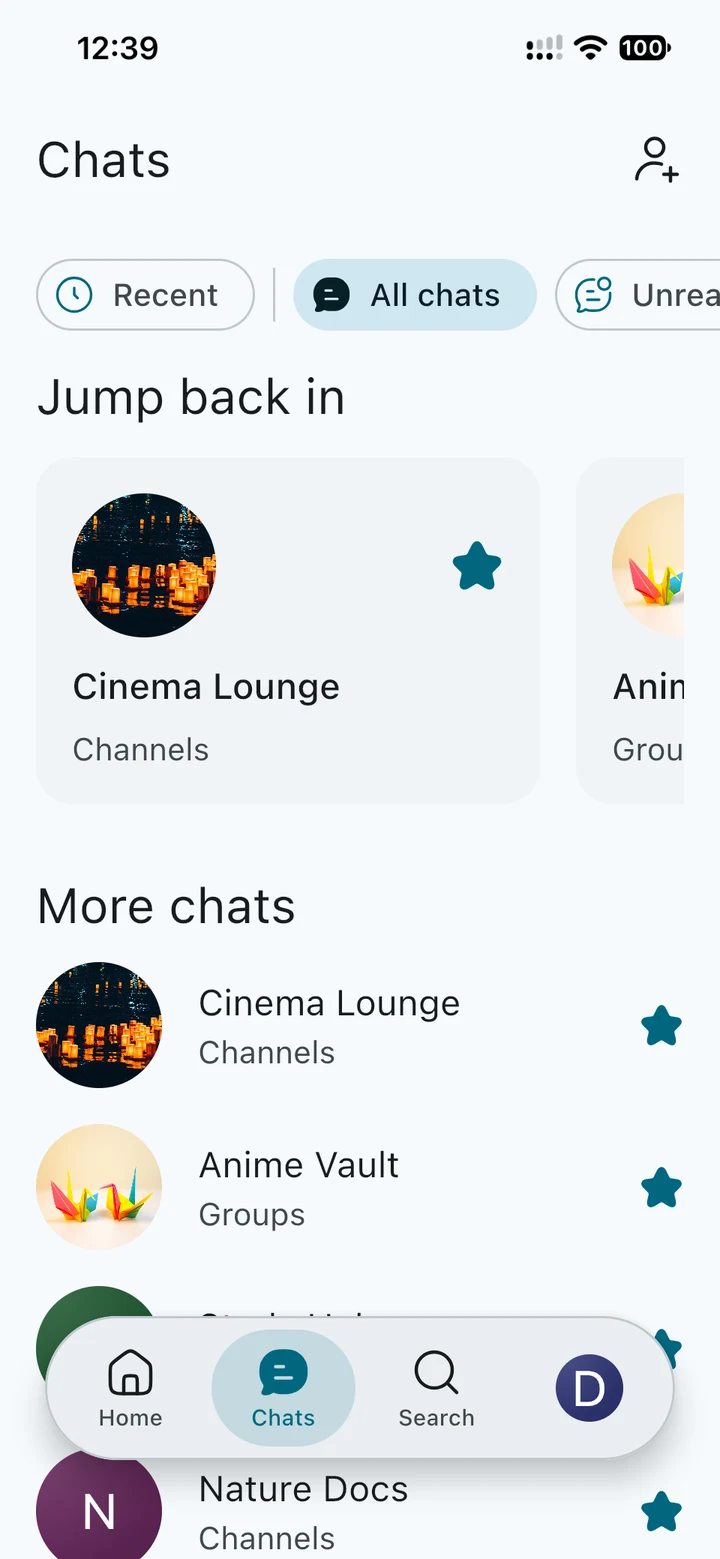 12:39
100
Chats
Recent
All chats
Unrea
Jump back in
Cinema Lounge
Channels
Anim
Grou
More chats
Cinema Lounge
Channels
Anime Vault
Groups
Home
Chats
Search
D
N
Nature Docs
Channels